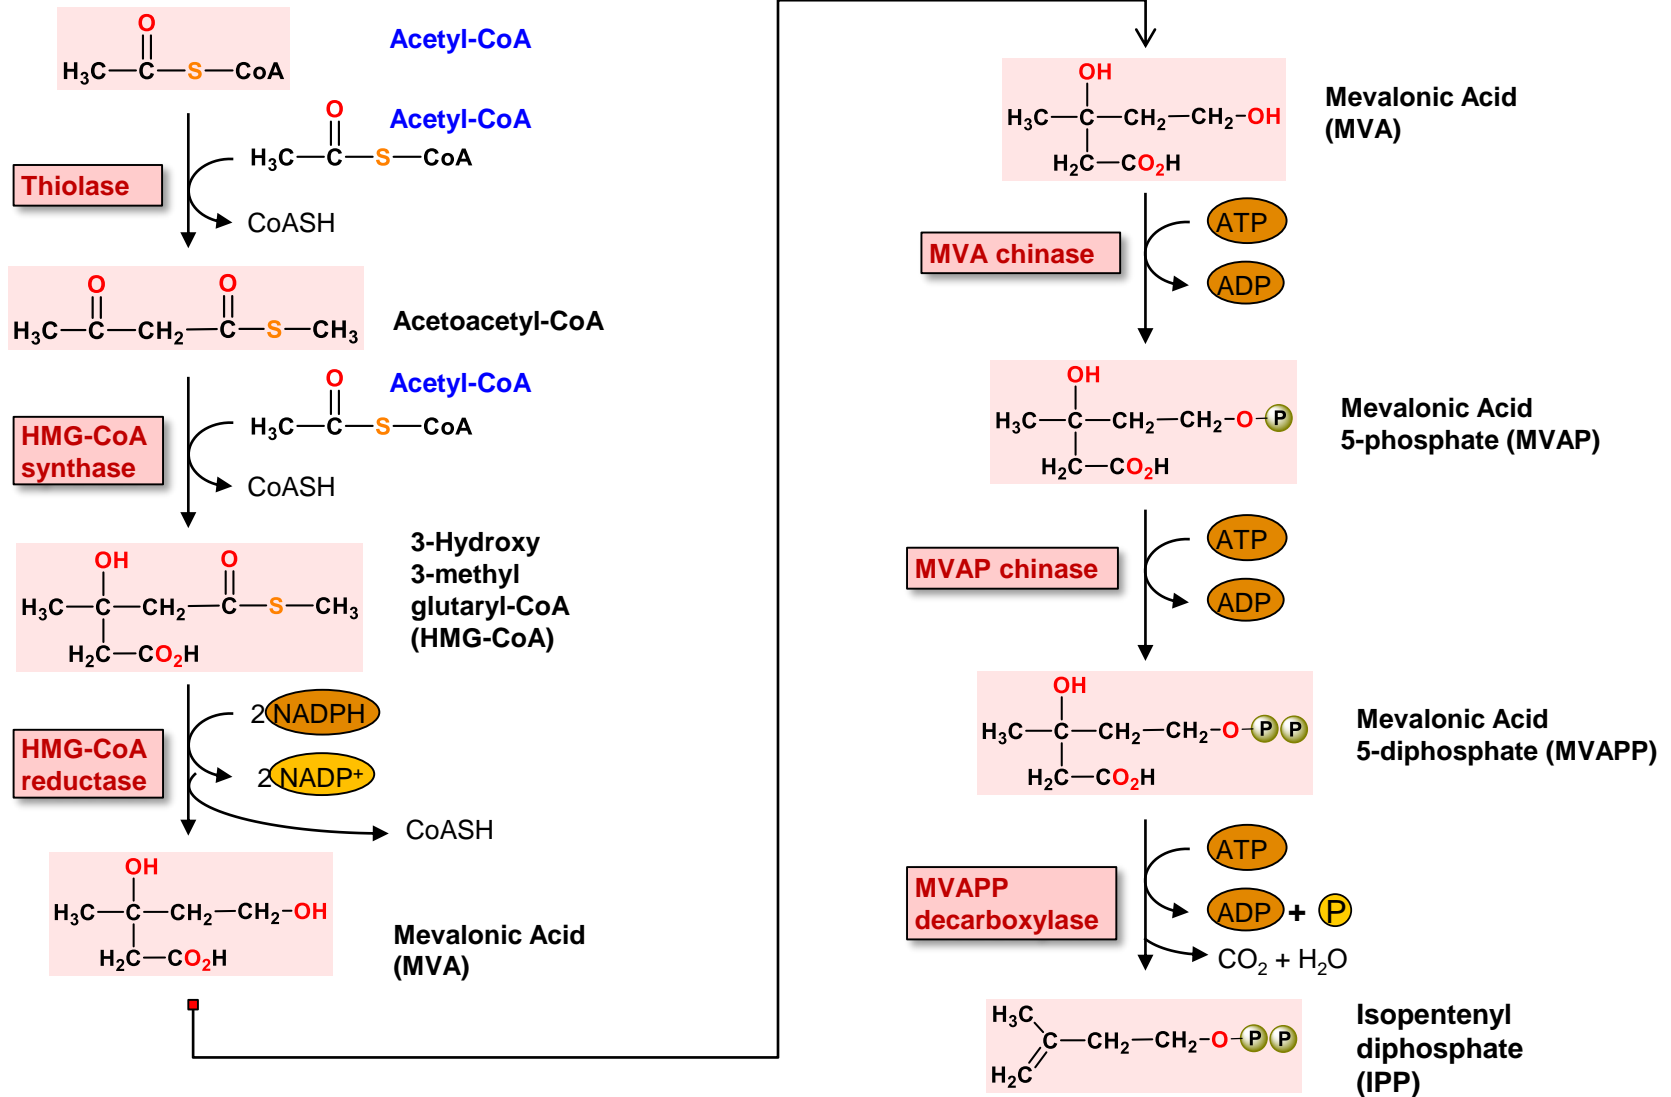 O
H3C—C—S—CoA
Acetyl-CoA
Acetyl-CoA
O
H3C—C—S—CoA
Thiolase
CoASH
O O
H3C—C—CH2—C—S—CH3
Acetoacetyl-CoA
Acetyl-CoA
O
H3C—C—S—CoA
HMG-CoA
synthase
CoASH
OH O
H3C—C—CH2—C—S—CH3
H2C—CO2H
3-Hydroxy
3-methyl
glutaryl-CoA
(HMG-CoA)
2 NADPH
HMG-CoA
reductase
2 NADP+
CoASH
OH
H3C—C—CH2—CH2–OH
H2C—CO2H
Mevalonic Acid
(MVA)
OH
H3C—C—CH2—CH2–OH
H2C—CO2H
Mevalonic Acid
(MVA)
ATP
MVA chinase
ADP
OH
H3C—C—CH2—CH2–O–P
H2C—CO2H
Mevalonic Acid
5-phosphate (MVAP)
ATP
MVAP chinase
ADP
OH
H3C—C—CH2—CH2–O–P P
H2C—CO2H
Mevalonic Acid
5-diphosphate (MVAPP)
ATP
MVAPP
decarboxylase
ADP + P
CO2 + H2O
H3C
C—CH2—CH2–O–P P
H2C
Isopentenyl
diphosphate
(IPP)